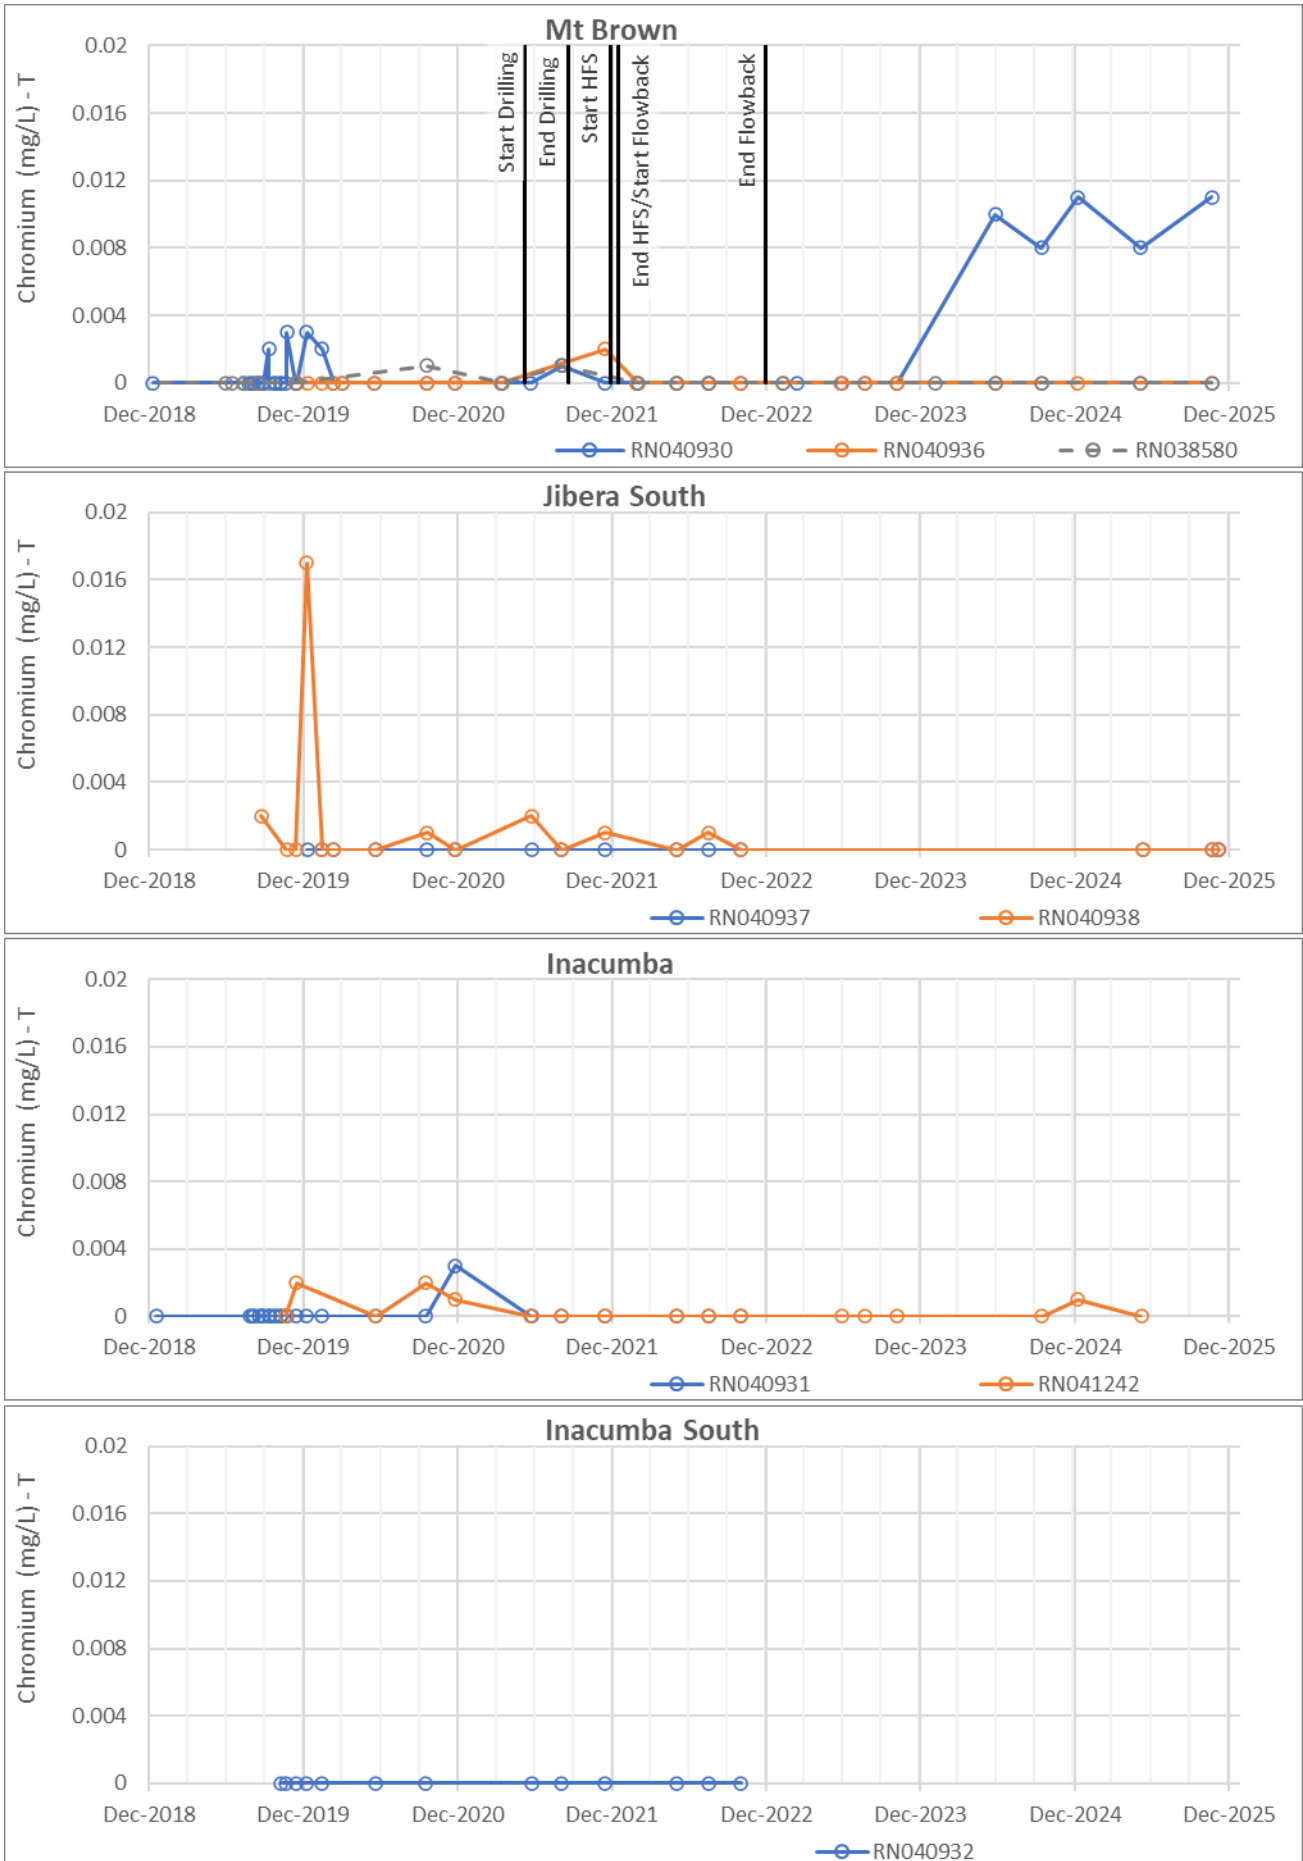 Mt Brown
Chromium (mg/L) - T
0.02
0.016
0.012
0.008
0.004
0
Start Drilling
End Drilling
Start HFS
End HFS/Start Flowback
End Flowback
Dec-2018 Dec-2019 Dec-2020 Dec-2021 Dec-2022 Dec-2023 Dec-2024 Dec-2025
RN040930 RN040936 RN038580
Jibera South
Chromium (mg/L) - T
0.02
0.016
0.012
0.008
0.004
0
Dec-2018 Dec-2019 Dec-2020 Dec-2021 Dec-2022 Dec-2023 Dec-2024 Dec-2025
RN040937 RN040938
Inacumba
Chromium (mg/L) - T
0.02
0.016
0.012
0.008
0.004
0
Dec-2018 Dec-2019 Dec-2020 Dec-2021 Dec-2022 Dec-2023 Dec-2024 Dec-2025
RN040931 RN041242
Inacumba South
Chromium (mg/L) - T
0.02
0.016
0.012
0.008
0.004
0
Dec-2018 Dec-2019 Dec-2020 Dec-2021 Dec-2022 Dec-2023 Dec-2024 Dec-2025
RN040932